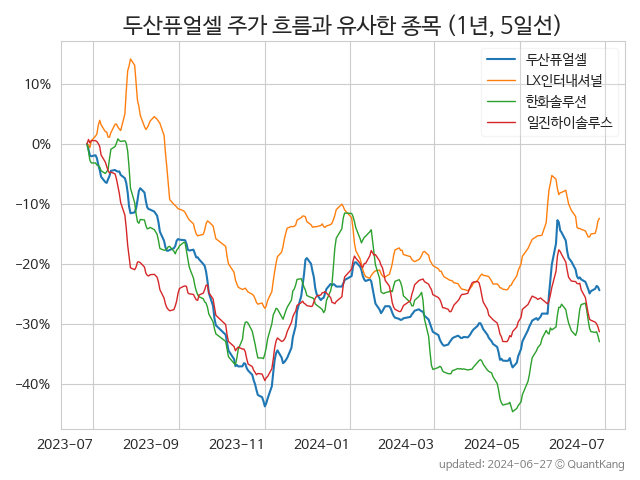 두산퓨얼셀 주가 흐름과 유사한 종목 (1년, 5일선)
두산퓨얼셀
LX인터내셔널
한화솔루션
일진하이솔루스
10%
0%
−10%
−20%
−30%
−40%
2023-07 2023-09 2023-11 2024-01 2024-03 2024-05 2024-07
updated: 2024-06-27 © QuantKang